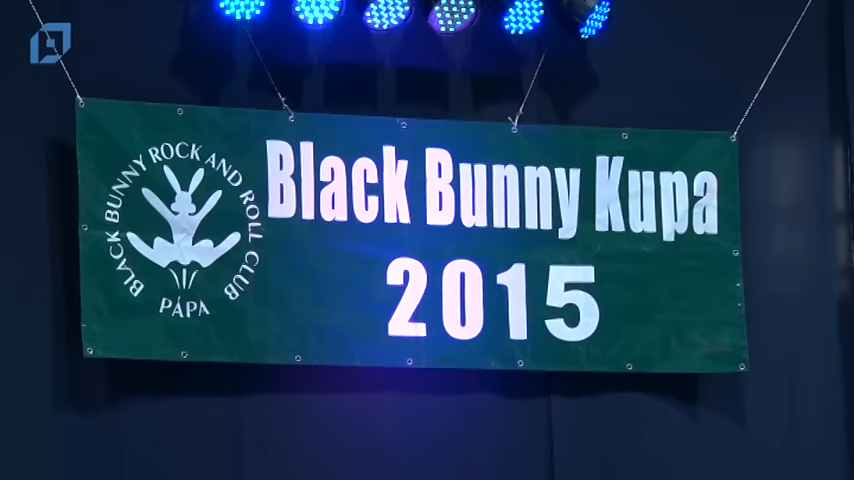 BLACK BUNNY ROCK AND ROLL CLUB
PÁPA
Black Bunny Kupa
2015